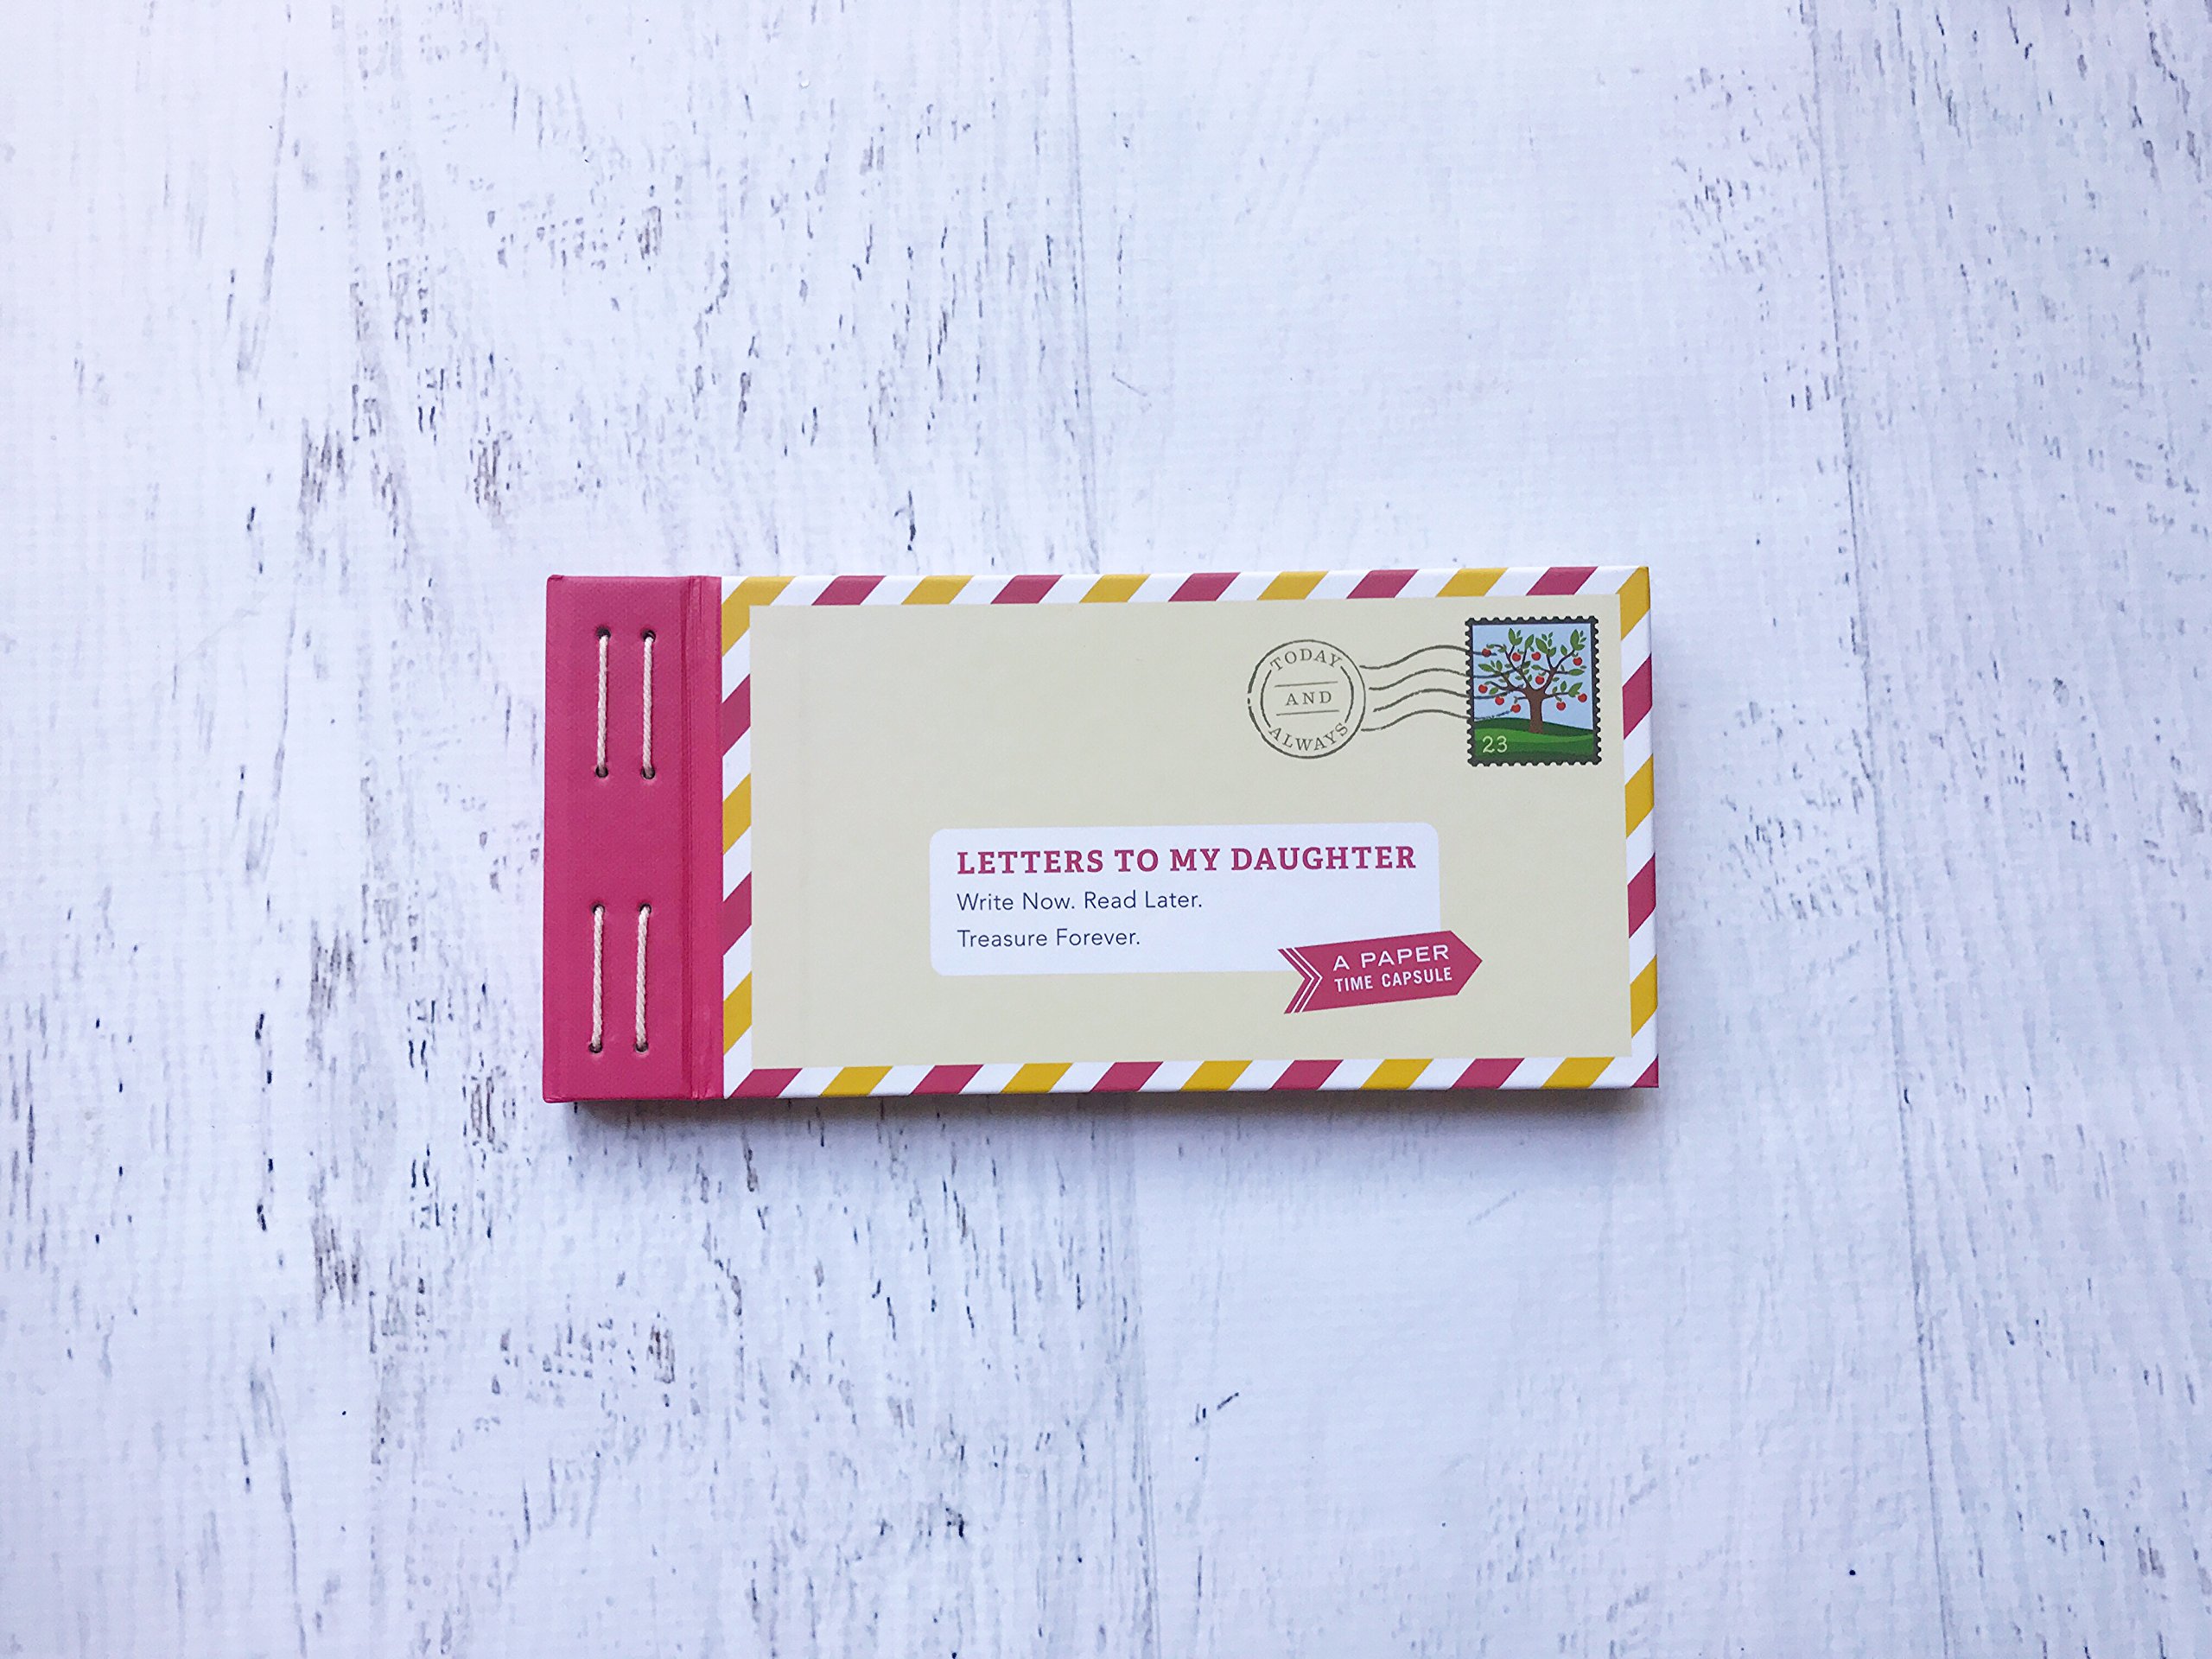 TODAY
AND
ALWAYS
23
LETTERS TO MY DAUGHTER
Write Now. Read Later.
Treasure Forever.
A PAPER
TIME CAPSULE